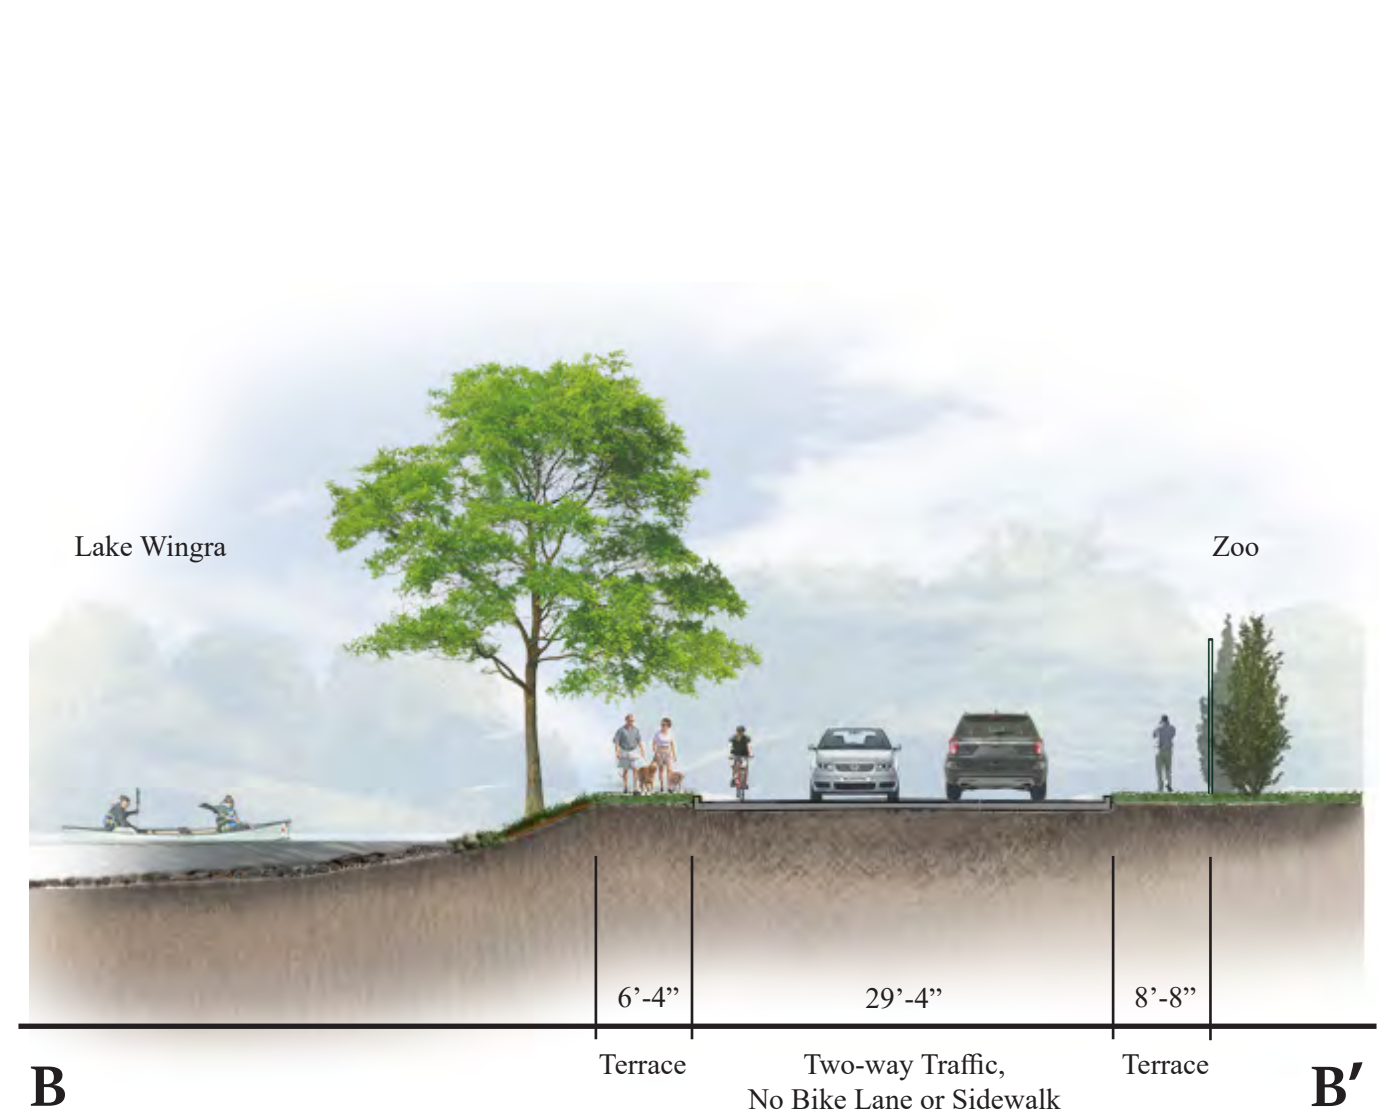 Lake Wingra
Zoo
6’-4”
29’-4”
8’-8”
Terrace
Two-way Traffic,
No Bike Lane or Sidewalk
Terrace
B
B′